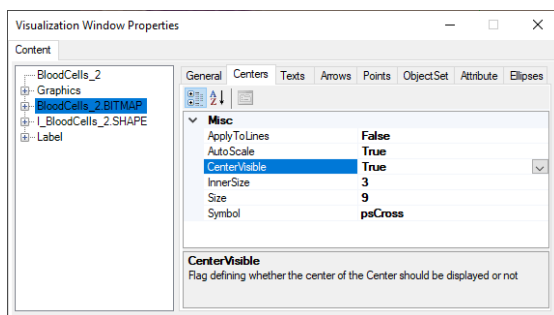 Visualization Window Properties
Content
BloodCells_2
Graphics
BloodCells_2.BITMAP
I_BloodCells_2.SHAPE
Label
General Centers Texts Arrows Points ObjectSet Attribute Ellipses
Misc
ApplyToLines False
AutoScale True
CenterVisible True
InnerSize 3
Size 9
Symbol psCross
CenterVisible
Flag defining whether the center of the Center should be displayed or not